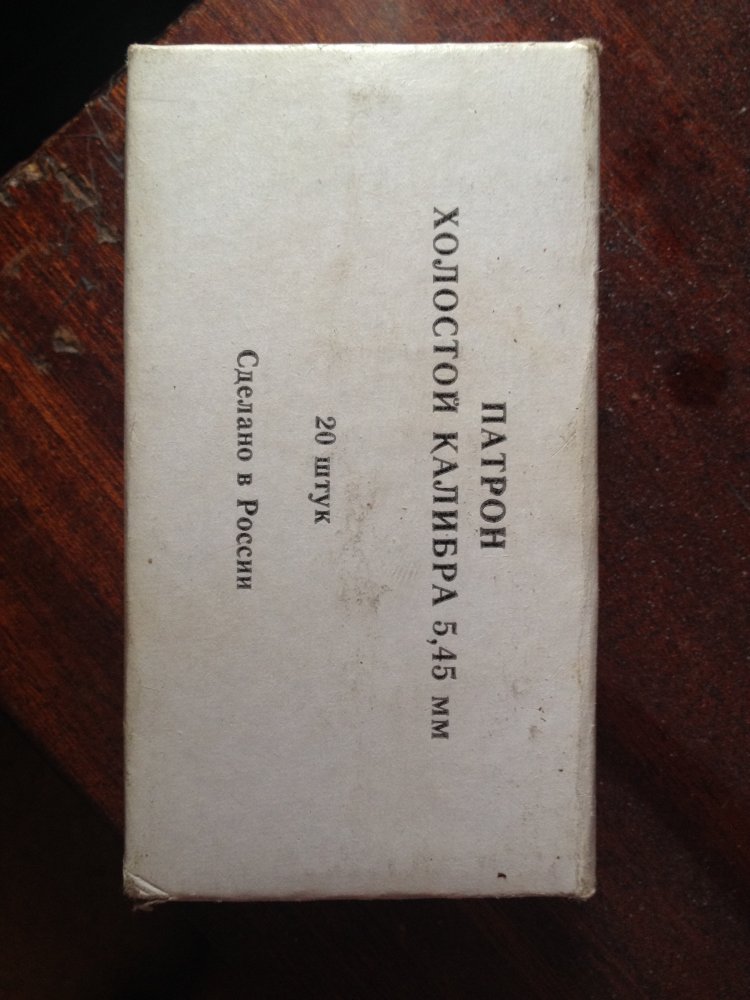 ПАТРОН
ХОЛОСТОЙ КАЛИБРА 5,45 мм
20 штук
Сделано в России